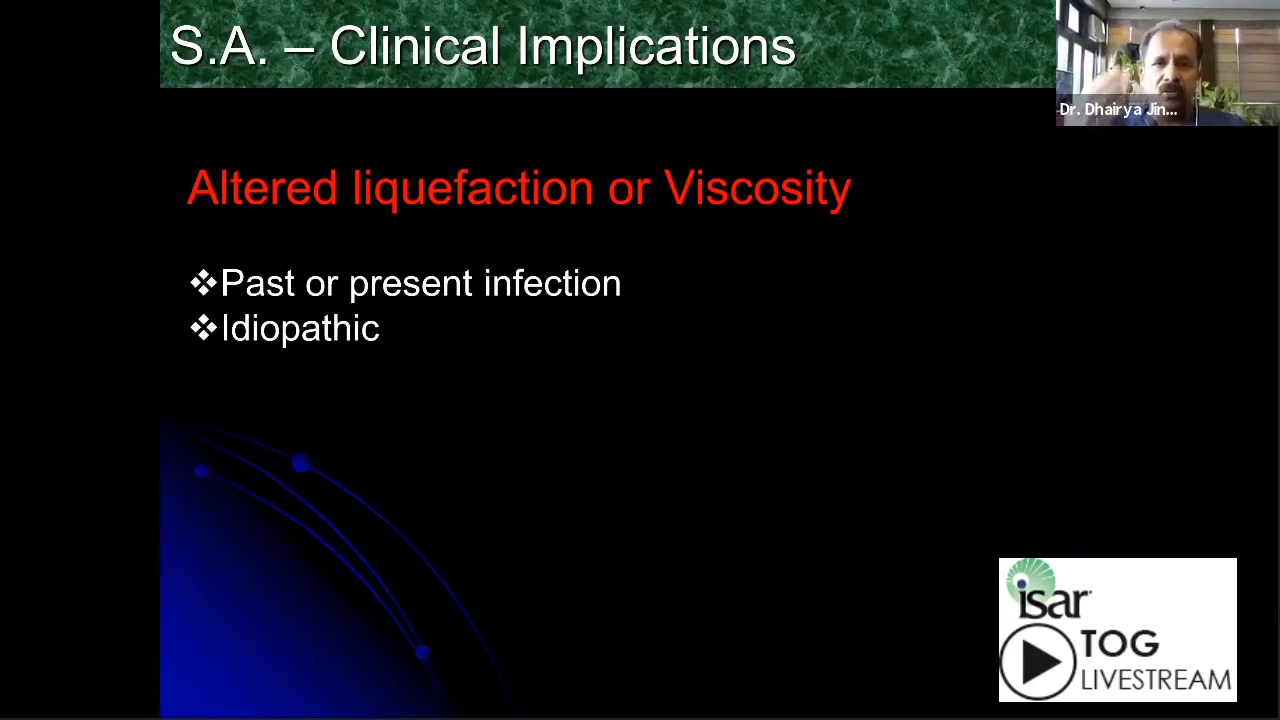 S.A. – Clinical Implications
Dr. Dhairya Jin...
Altered liquefaction or Viscosity
❖Past or present infection
❖Idiopathic
isar
TOG
LIVESTREAM